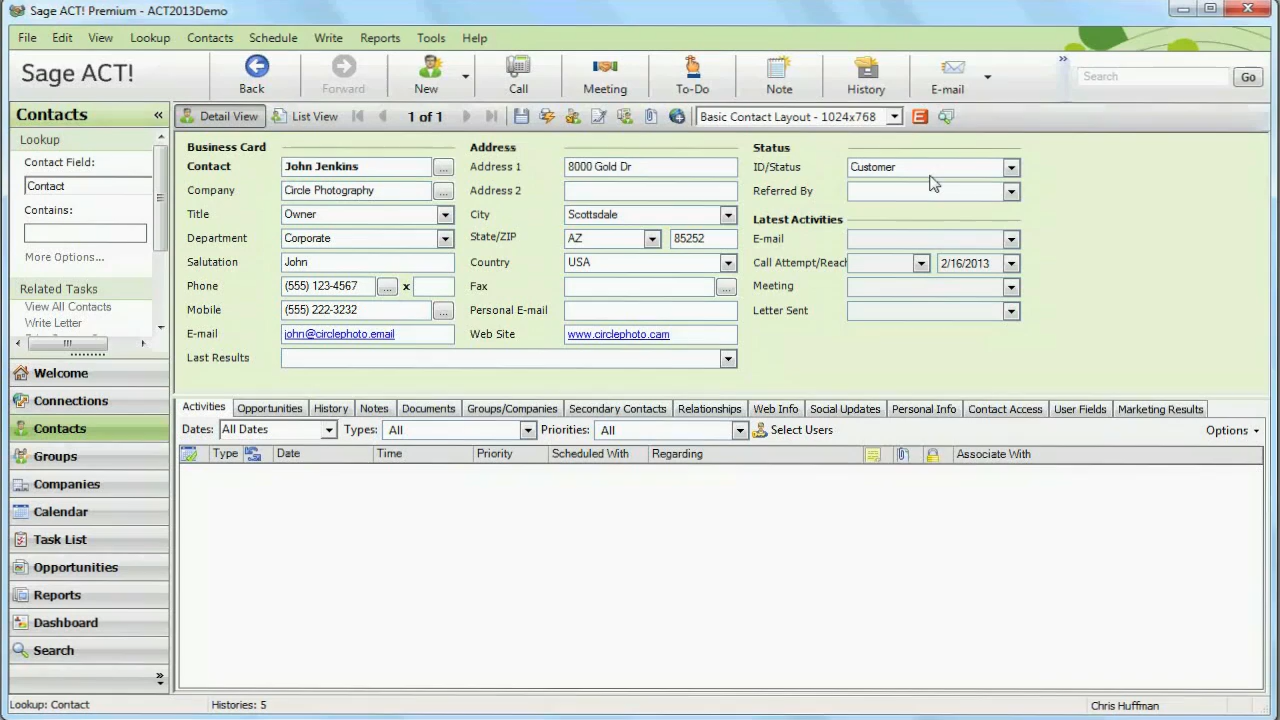 Sage ACT! Premium - ACT2013Demo
File Edit View Lookup Contacts Schedule Write Reports Tools Help
Sage ACT!
Back Forward New Call Meeting To-Do Note History E-mail
Search Go
Contacts «
Detail View List View 1 of 1 Basic Contact Layout - 1024x768 E
Lookup
Contact Field:
Contact
Contains:
More Options...
Related Tasks
View All Contacts
Write Letter
Business Card
Contact John Jenkins
Company Circle Photography
Title Owner
Department Corporate
Salutation John
Phone (555) 123-4567 ... x
Mobile (555) 222-3232 ...
E-mail john@circlephoto.email
Last Results
Address
Address 1 8000 Gold Dr
Address 2
City Scottsdale
State/ZIP AZ 85252
Country USA
Fax ...
Personal E-mail
Web Site www.circlephoto.cam
Status
ID/Status Customer
Referred By
Latest Activities
E-mail
Call Attempt/Reach 2/16/2013
Meeting
Letter Sent
Welcome
Connections
Contacts
Groups
Companies
Calendar
Task List
Opportunities
Reports
Dashboard
Search
Activities Opportunities History Notes Documents Groups/Companies Secondary Contacts Relationships Web Info Social Updates Personal Info Contact Access User Fields Marketing Results
Dates: All Dates Types: All Priorities: All Select Users Options
Type Date Time Priority Scheduled With Regarding Associate With
Lookup: Contact Histories: 5 Chris Huffman